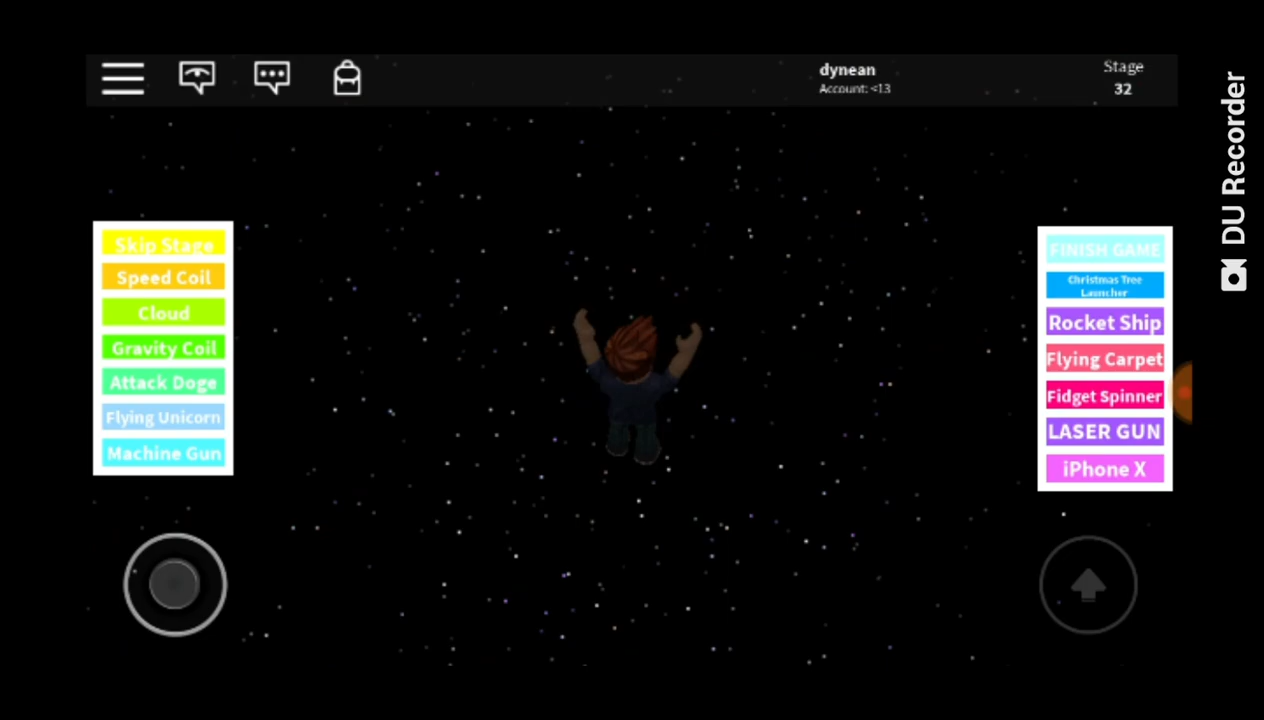 dynean
Account: <13
Stage
32
Skip Stage
Speed Coil
Cloud
Gravity Coil
Attack Doge
Flying Unicorn
Machine Gun
FINISH GAME
Christmas Tree
Launcher
Rocket Ship
Flying Carpet
Fidget Spinner
LASER GUN
iPhone X
DU Recorder